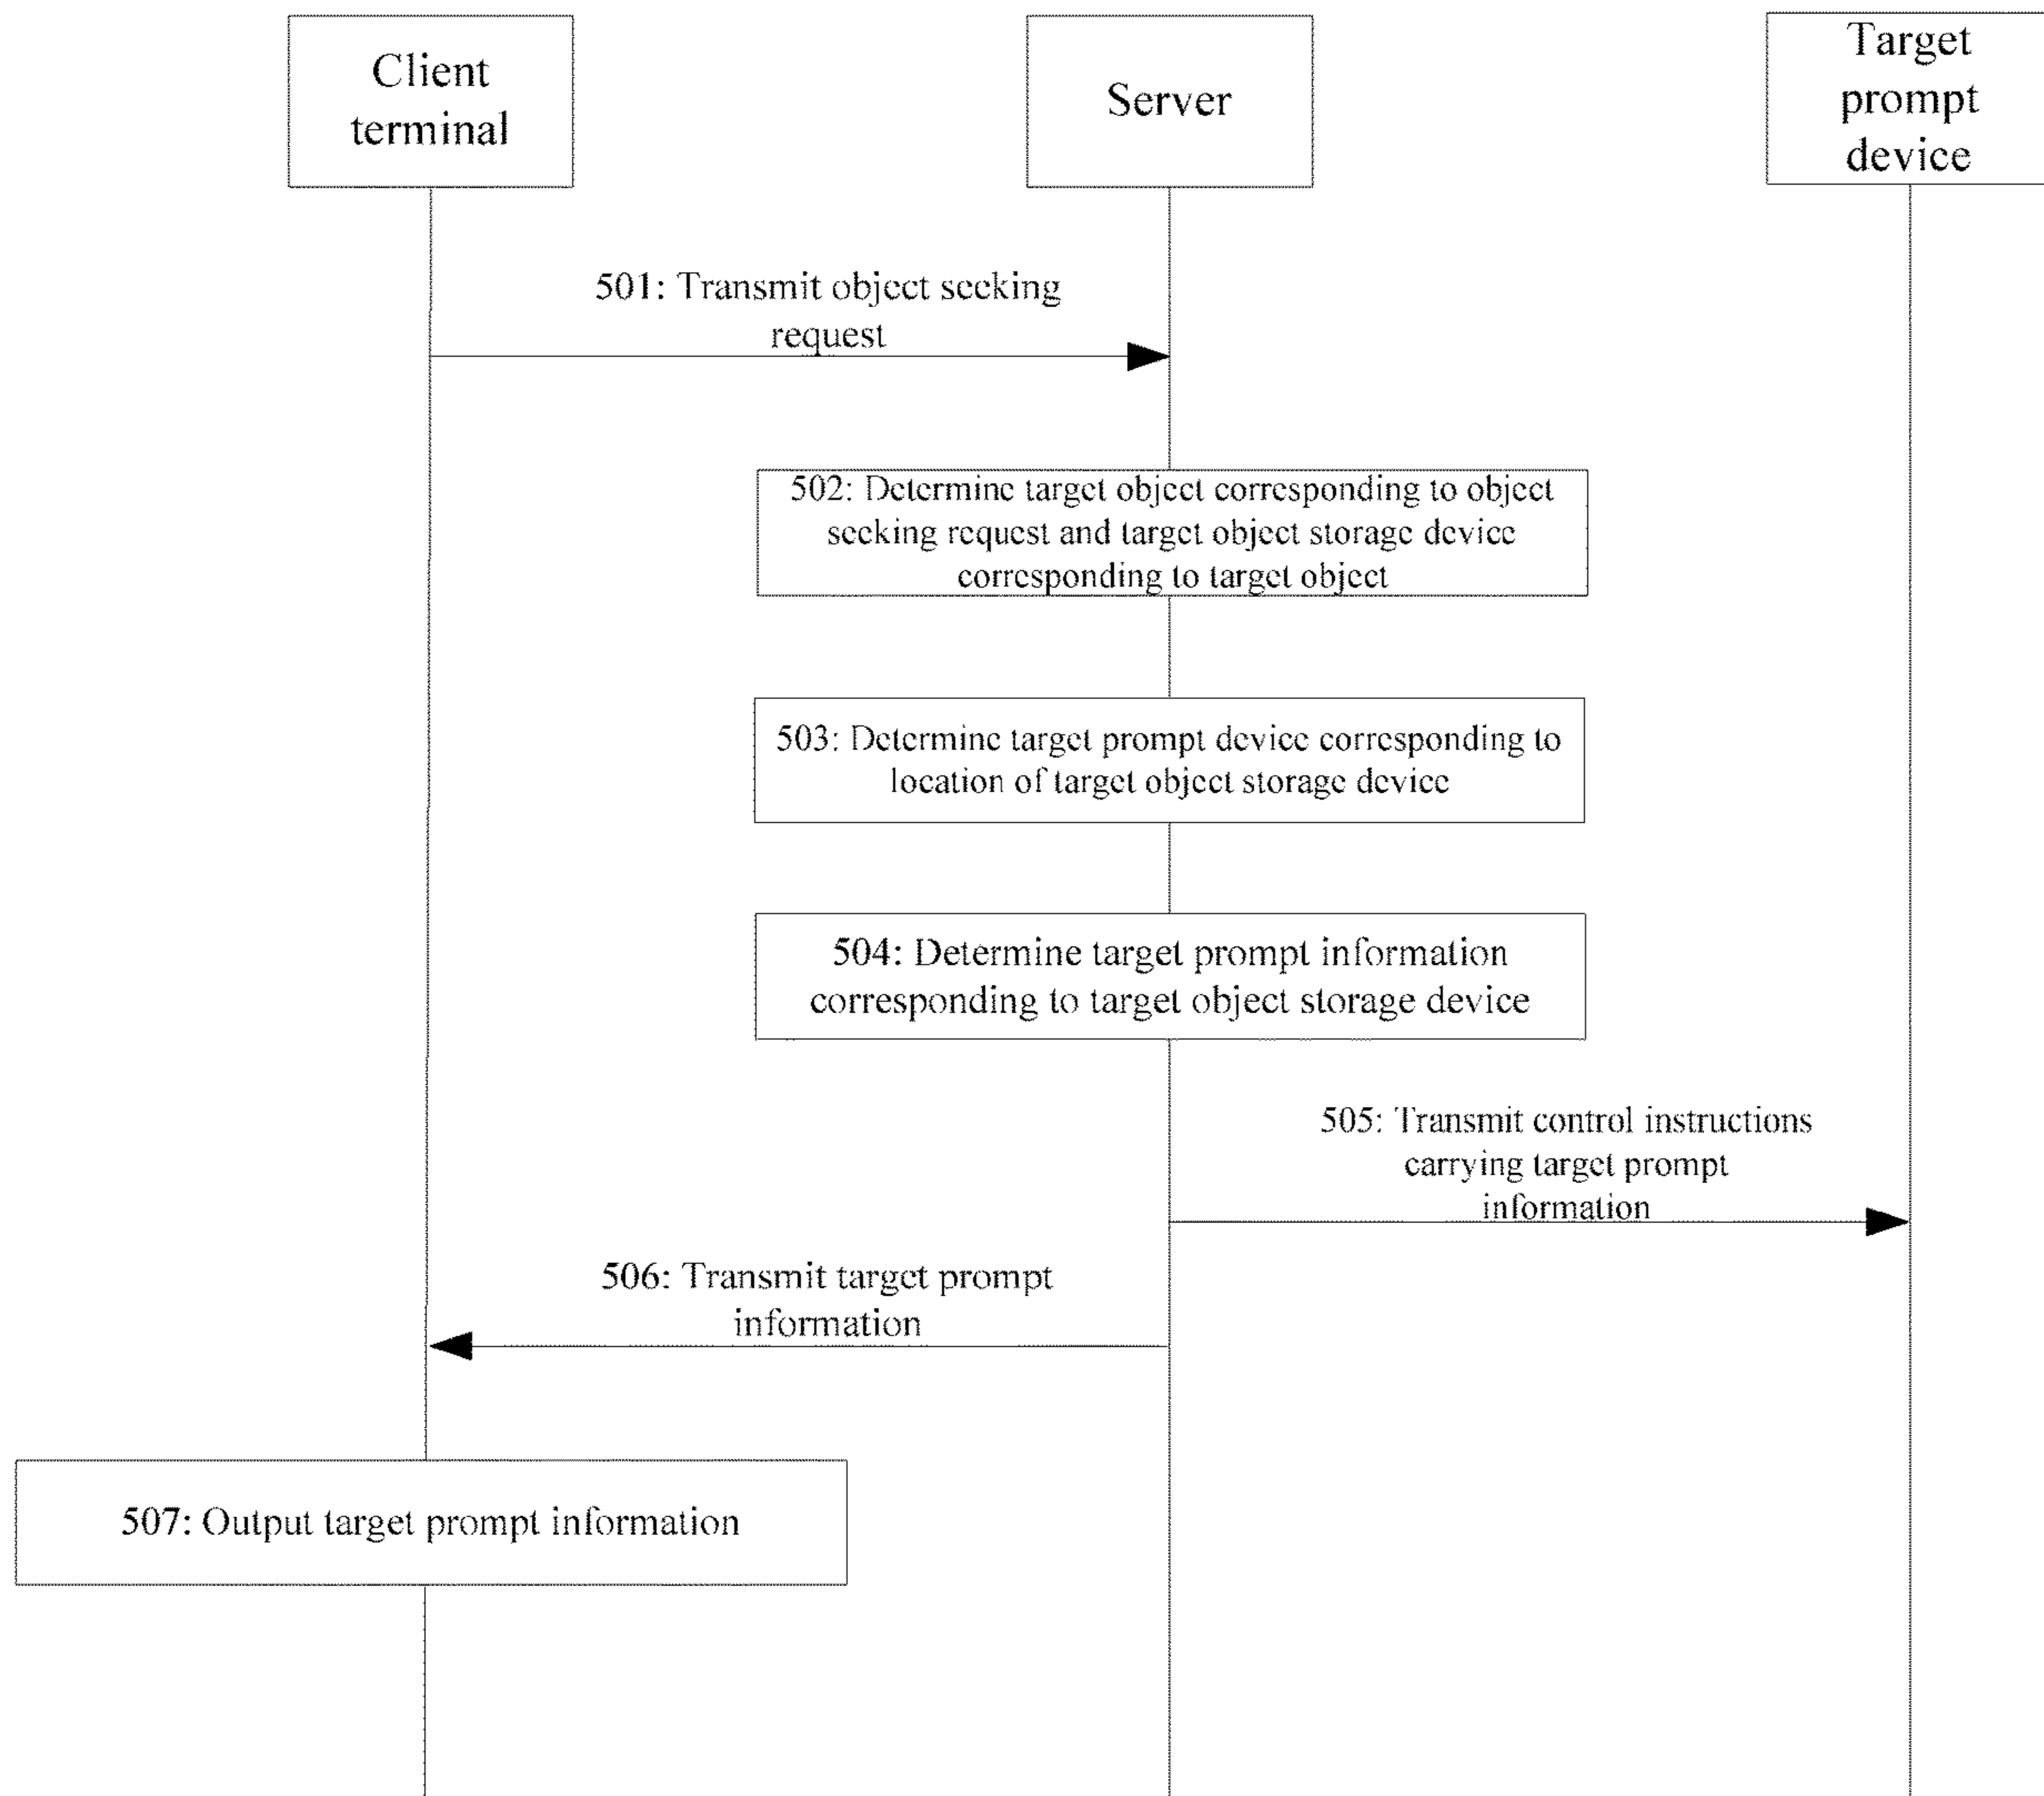 Client
terminal
Server
Target
prompt
device
501: Transmit object seeking
request
502: Determine target object corresponding to object
seeking request and target object storage device
corresponding to target object
503: Determine target prompt device corresponding to
location of target object storage device
504: Determine target prompt information
corresponding to target object storage device
505: Transmit control instructions
carrying target prompt
information
506: Transmit target prompt
information
507: Output target prompt information